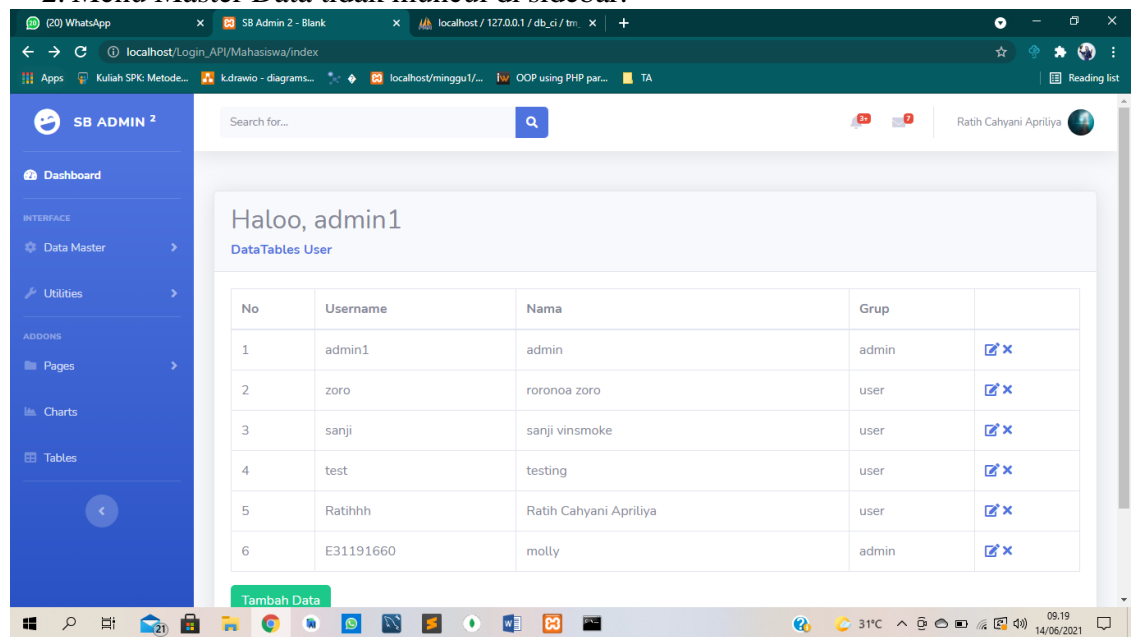 2. Menu Master Data tidak muncul di sidebar.
(20) WhatsApp
SB Admin 2 - Blank
localhost / 127.0.0.1 / db_ci / tm_
localhost/Login_API/Mahasiswa/index
Apps
Kuliah SPK: Metode...
k.drawio - diagrams...
localhost/minggu1/...
OOP using PHP par...
TA
Reading list
SB ADMIN 2
Search for...
3+
7
Ratih Cahyani Apriliya
Dashboard
INTERFACE
Data Master
Utilities
ADDONS
Pages
Charts
Tables
Haloo, admin1
DataTables User
No Username Nama Grup
1 admin1 admin admin
2 zoro roronoa zoro user
3 sanji sanji vinsmoke user
4 test testing user
5 Ratihhh Ratih Cahyani Apriliya user
6 E31191660 molly admin
Tambah Data
21
31°C
09.19
14/06/2021